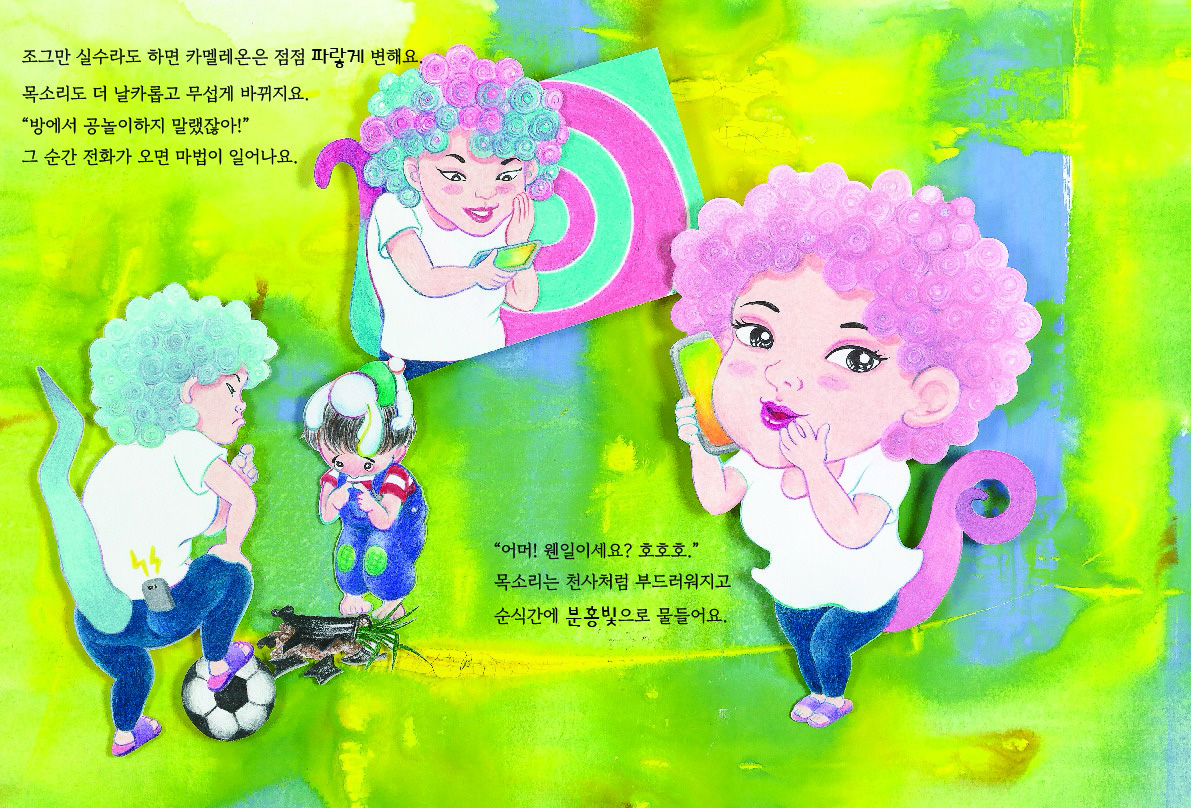 조그만 실수라도 하면 카멜레온은 점점 파랗게 변해요.
목소리도 더 날카롭고 무섭게 바뀌지요.
“방에서 공놀이하지 말랬잖아!”
그 순간 전화가 오면 마법이 일어나요.
“어머! 웬일이세요? 호호호.”
목소리는 천사처럼 부드러워지고
순식간에 분홍빛으로 물들어요.